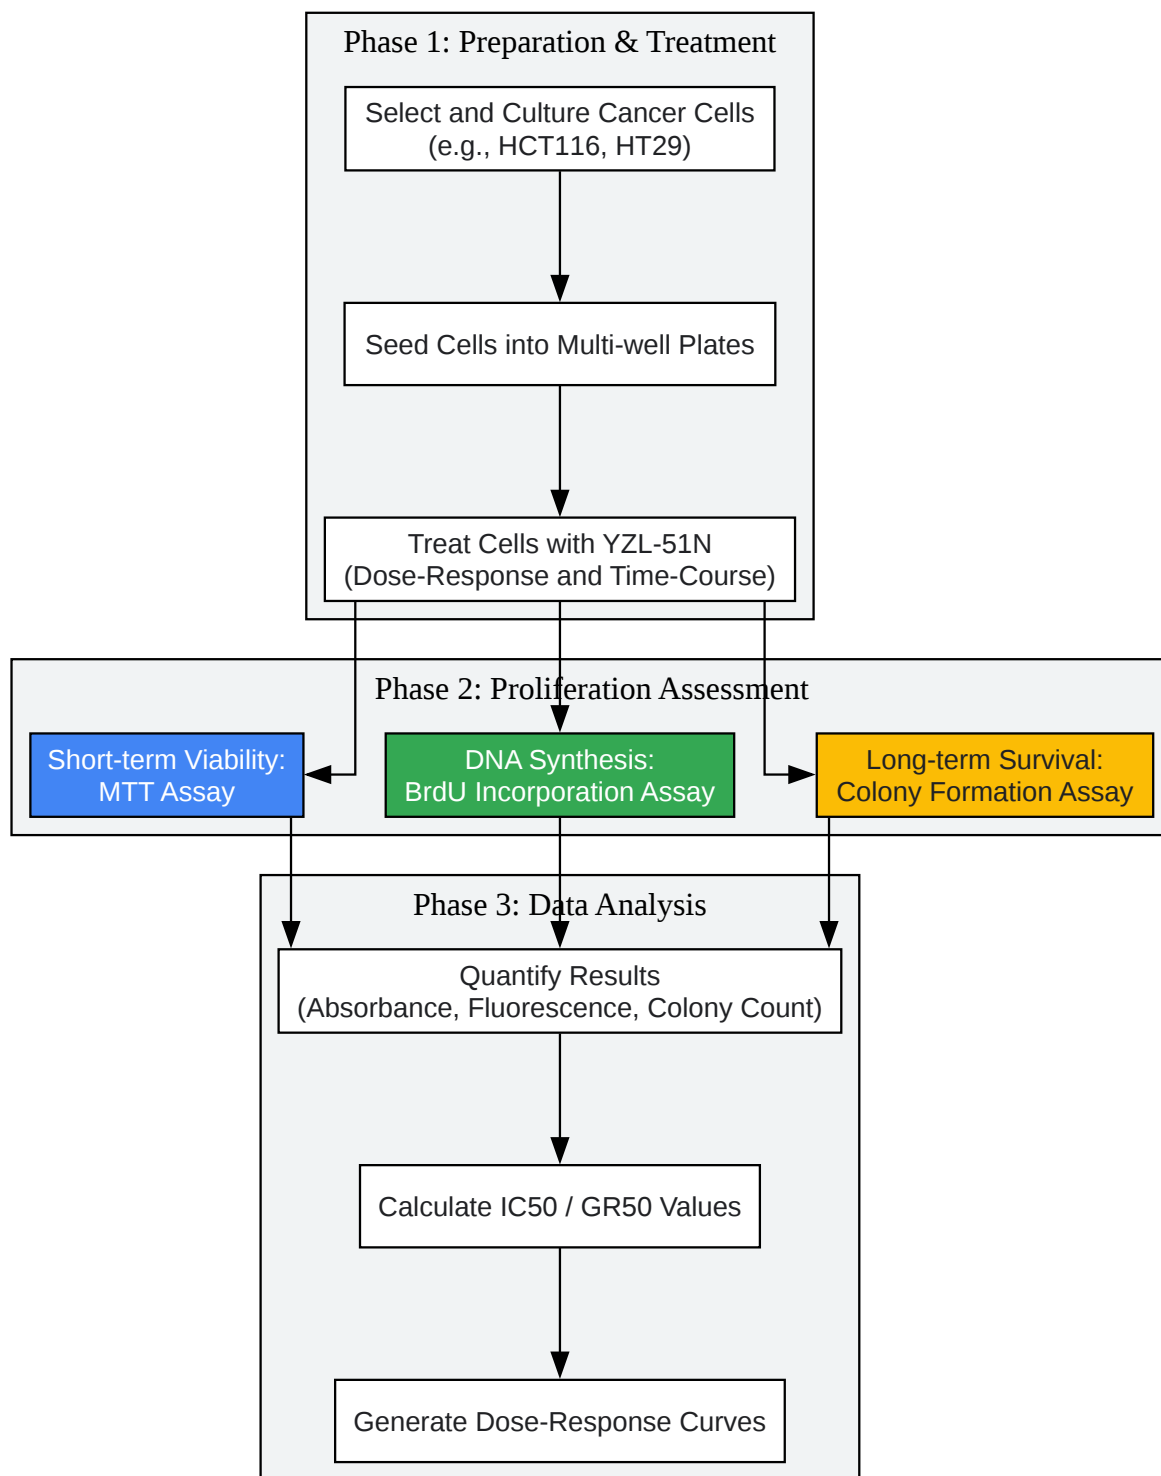 Phase 1: Preparation & Treatment
Select and Culture Cancer Cells
(e.g., HCT116, HT29)
Seed Cells into Multi-well Plates
Treat Cells with YZL-51N
(Dose-Response and Time-Course)
Phase 2: Proliferation Assessment
Short-term Viability:
MTT Assay
DNA Synthesis:
BrdU Incorporation Assay
Long-term Survival:
Colony Formation Assay
Phase 3: Data Analysis
Quantify Results
(Absorbance, Fluorescence, Colony Count)
Calculate IC50 / GR50 Values
Generate Dose-Response Curves